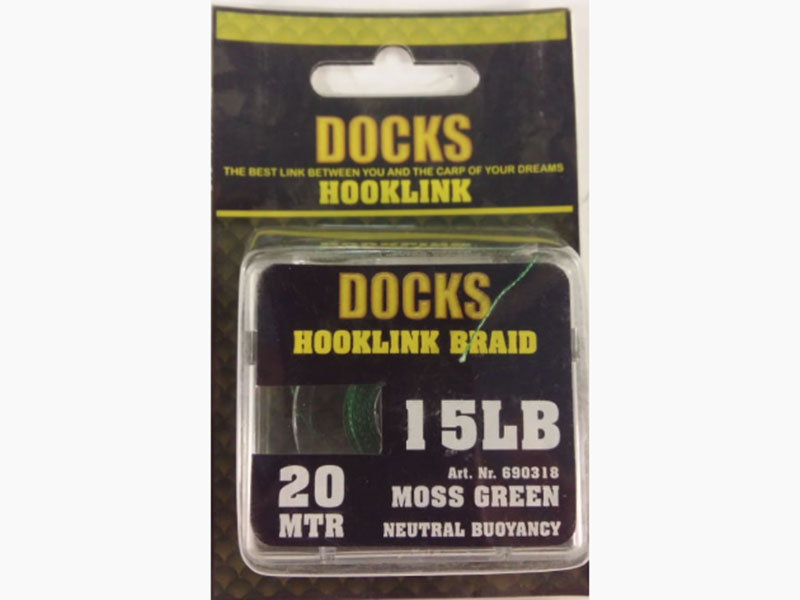 DOCKS
THE BEST LINK BETWEEN YOU AND THE CARP OF YOUR DREAMS
HOOKLINK
DOCKS
HOOKLINK BRAID
15LB
Art. Nr. 690318
20 MTR
MOSS GREEN
NEUTRAL BUOYANCY